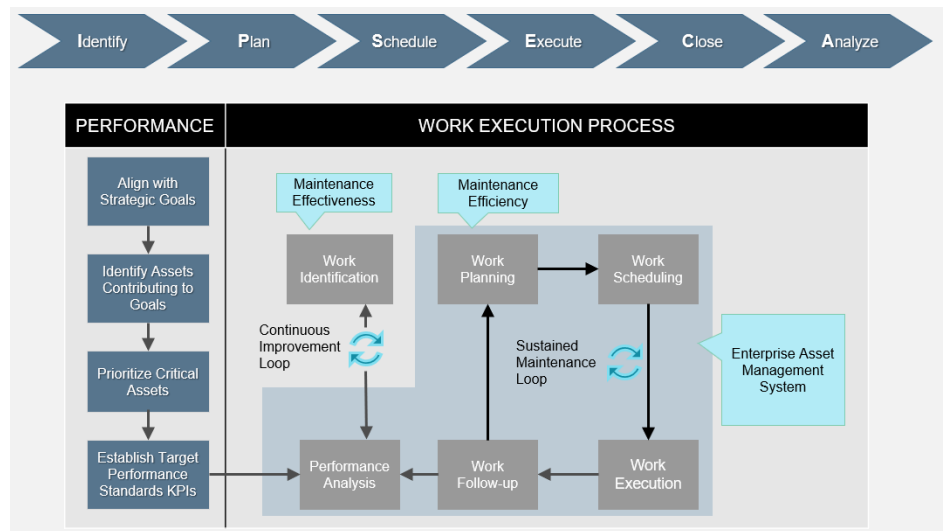 Identify
Plan
Schedule
Execute
Close
Analyze
PERFORMANCE
WORK EXECUTION PROCESS
Align with
Strategic Goals
Identify Assets
Contributing to
Goals
Prioritize Critical
Assets
Establish Target
Performance
Standards KPIs
Maintenance
Effectiveness
Maintenance
Efficiency
Work
Identification
Work
Planning
Work
Scheduling
Continuous
Improvement
Loop
Sustained
Maintenance
Loop
Enterprise Asset
Management
System
Performance
Analysis
Work
Follow-up
Work
Execution